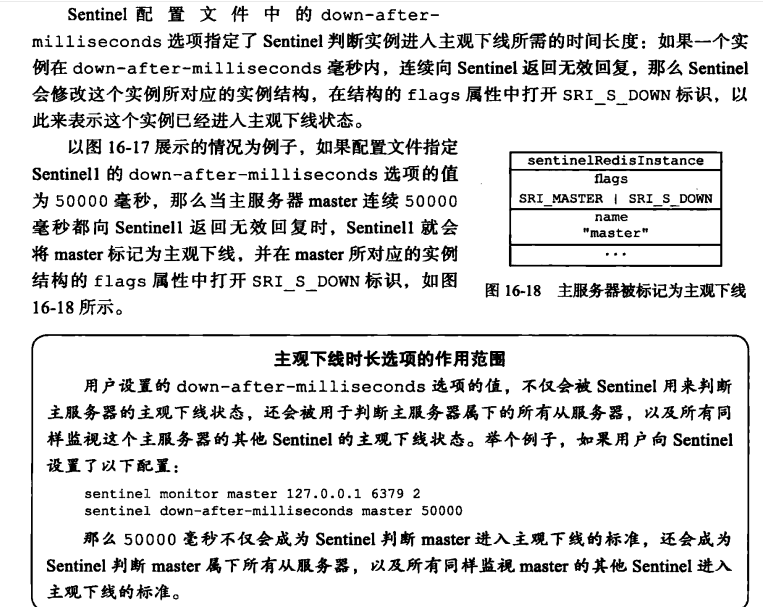 Sentinel 配置文件中的 down-after-
milliseconds 选项指定了 Sentinel 判断实例进入主观下线所需的时间长度：如果一个实
例在 down-after-milliseconds 毫秒内，连续向 Sentinel 返回无效回复，那么 Sentinel
会修改这个实例所对应的实例结构，在结构的 flags 属性中打开 SRI_S_DOWN 标识，以
此来表示这个实例已经进入主观下线状态。
以图 16-17 展示的情况为例子，如果配置文件指定
Sentinel1 的 down-after-milliseconds 选项的值
为 50000 毫秒，那么当主服务器 master 连续 50000
毫秒都向 Sentinel1 返回无效回复时，Sentinel1 就会
将 master 标记为主观下线，并在 master 所对应的实例
结构的 flags 属性中打开 SRI_S_DOWN 标识，如图
16-18 所示。
sentinelRedisInstance
flags
SRI_MASTER | SRI_S_DOWN
name
"master"
...
图 16-18 主服务器被标记为主观下线
主观下线时长选项的作用范围
用户设置的 down-after-milliseconds 选项的值，不仅会被 Sentinel 用来判断
主服务器的主观下线状态，还会被用于判断主服务器属下的所有从服务器，以及所有同
样监视这个主服务器的其他 Sentinel 的主观下线状态。举个例子，如果用户向 Sentinel
设置了以下配置：
sentinel monitor master 127.0.0.1 6379 2
sentinel down-after-milliseconds master 50000
那么 50000 毫秒不仅会成为 Sentinel 判断 master 进入主观下线的标准，还会成为
Sentinel 判断 master 属下所有从服务器，以及所有同样监视 master 的其他 Sentinel 进入
主观下线的标准。